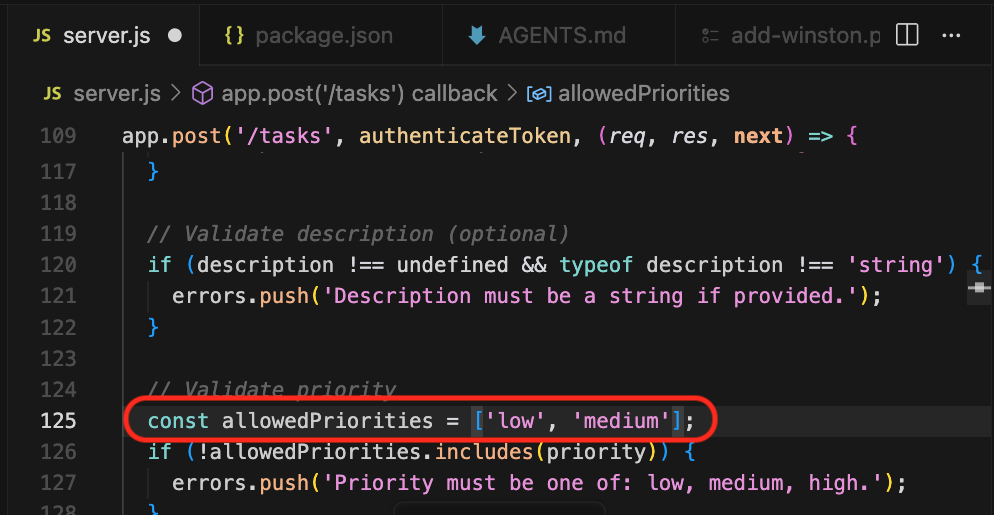 JS server.js ● {} package.json AGENTS.md add-winston.p ...
JS server.js > app.post('/tasks') callback > allowedPriorities
109 app.post('/tasks', authenticateToken, (req, res, next) => {
117 }
118
119 // Validate description (optional)
120 if (description !== undefined && typeof description !== 'string') {
121 errors.push('Description must be a string if provided.');
122 }
123
124 // Validate priority
125 const allowedPriorities = ['low', 'medium'];
126 if (!allowedPriorities.includes(priority)) {
127 errors.push('Priority must be one of: low, medium, high.');
128 }